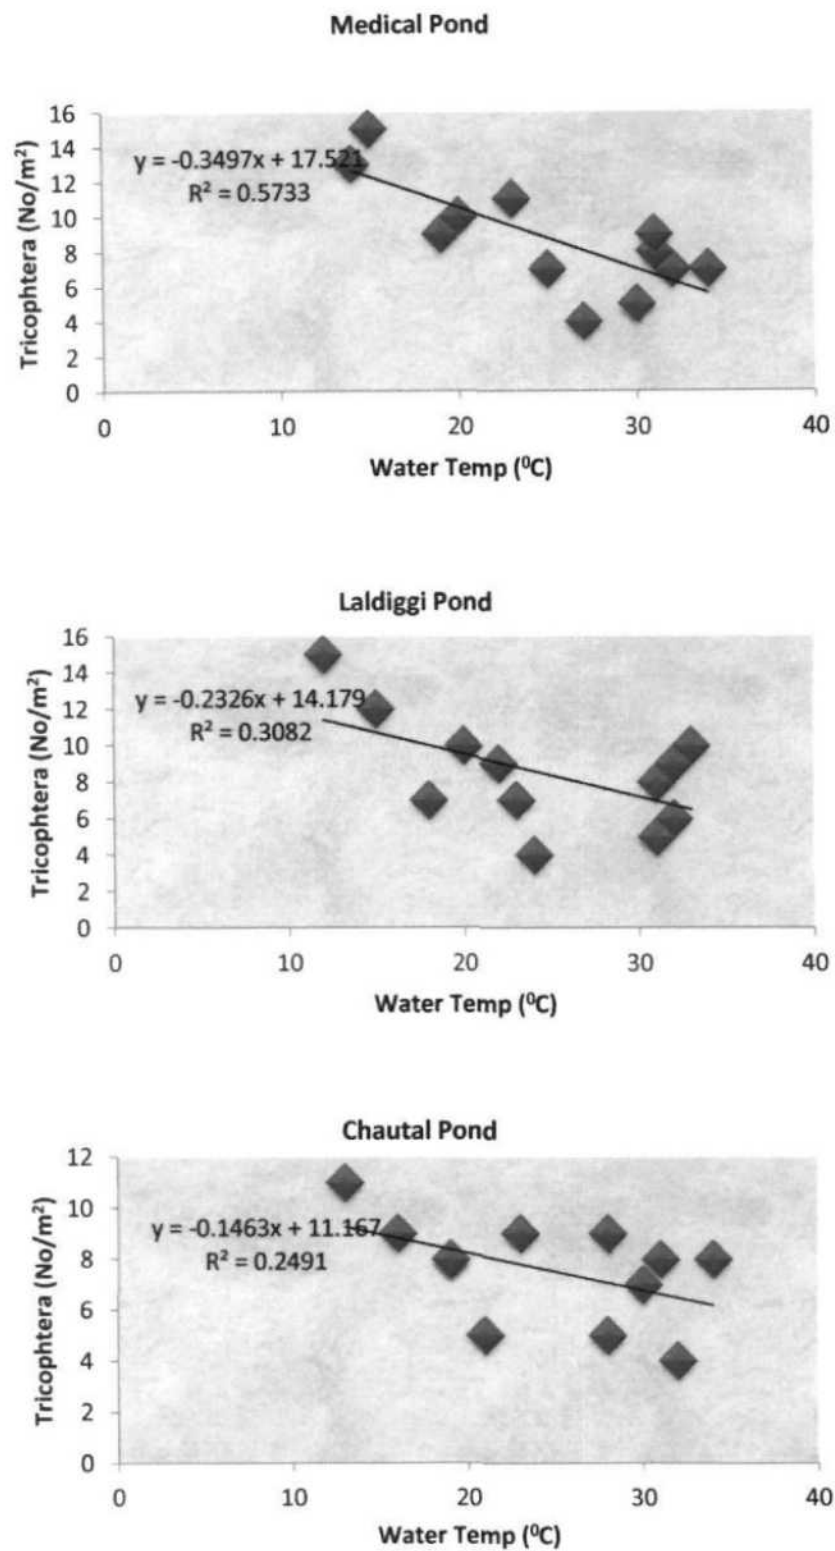 Medical Pond
16
14
12
10
8
6
4
2
0
Tricophtera (No/m²)
y = -0.3497x + 17.521
R² = 0.5733
0 10 20 30 40
Water Temp (⁰C)
Laldiggi Pond
16
14
12
10
8
6
4
2
0
Tricophtera (No/m²)
y = -0.2326x + 14.179
R² = 0.3082
0 10 20 30 40
Water Temp (⁰C)
Chautal Pond
12
10
8
6
4
2
0
Tricophtera (No/m²)
y = -0.1463x + 11.167
R² = 0.2491
0 10 20 30 40
Water Temp (⁰C)